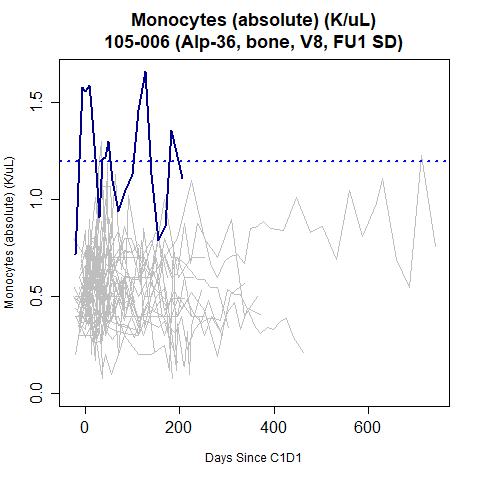 Monocytes (absolute) (K/uL)
105-006 (Alp-36, bone, V8, FU1 SD)
Monocytes (absolute) (K/uL)
1.5
1.0
0.5
0.0
0
200
400
600
Days Since C1D1